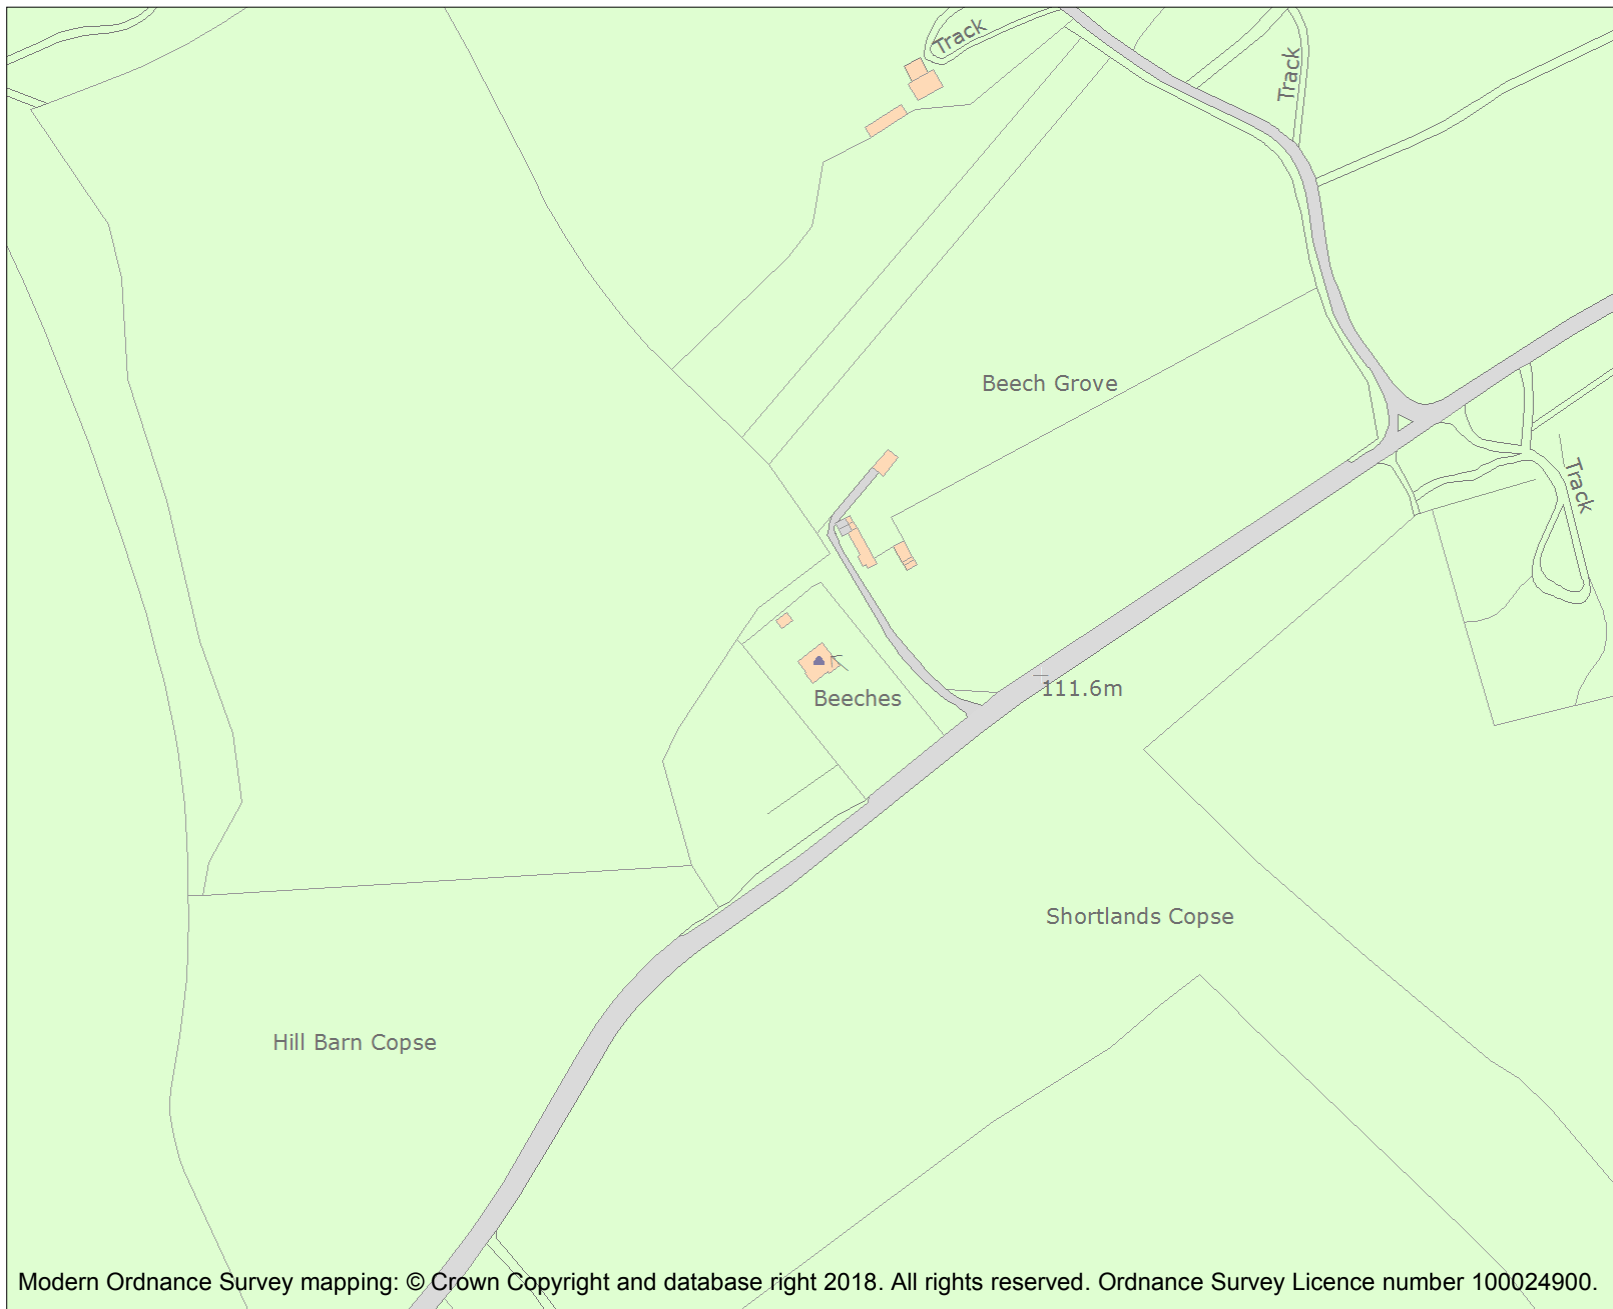 Track
Track
Beech Grove
Track
Beeches
111.6m
Shortlands Copse
Hill Barn Copse
Modern Ordnance Survey mapping: © Crown Copyright and database right 2018. All rights reserved. Ordnance Survey Licence number 100024900.